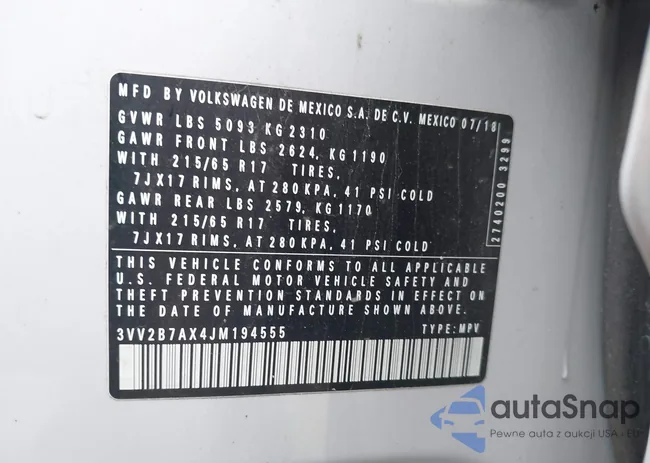 MFD BY VOLKSWAGEN DE MEXICO S.A. DE C.V. MEXICO 07/18
GVWR LBS 5093 KG 2310
GAWR FRONT LBS 2624, KG 1190
WITH 215/65 R17 TIRES,
7JX17 RIMS, AT 280 KPA, 41 PSI COLD
GAWR REAR LBS 2579, KG 1170
WITH 215/65 R17 TIRES,
7JX17 RIMS, AT 280 KPA, 41 PSI COLD
2740200 3299
THIS VEHICLE CONFORMS TO ALL APPLICABLE
U.S. FEDERAL MOTOR VEHICLE SAFETY AND
THEFT PREVENTION STANDARDS IN EFFECT ON
THE DATE OF MANUFACTURE SHOWN ABOVE.
3VV2B7AX4JM194555 TYPE: MPV
autaSnap
Pewne auta z aukcji USA - EU